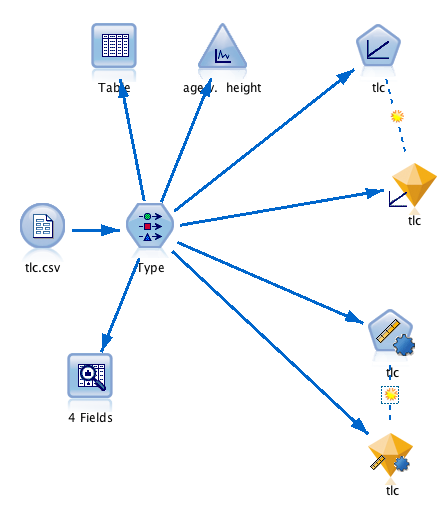 Table
age v. height
tlc
tlc
tlc.csv
Type
tlc
4 Fields
tlc